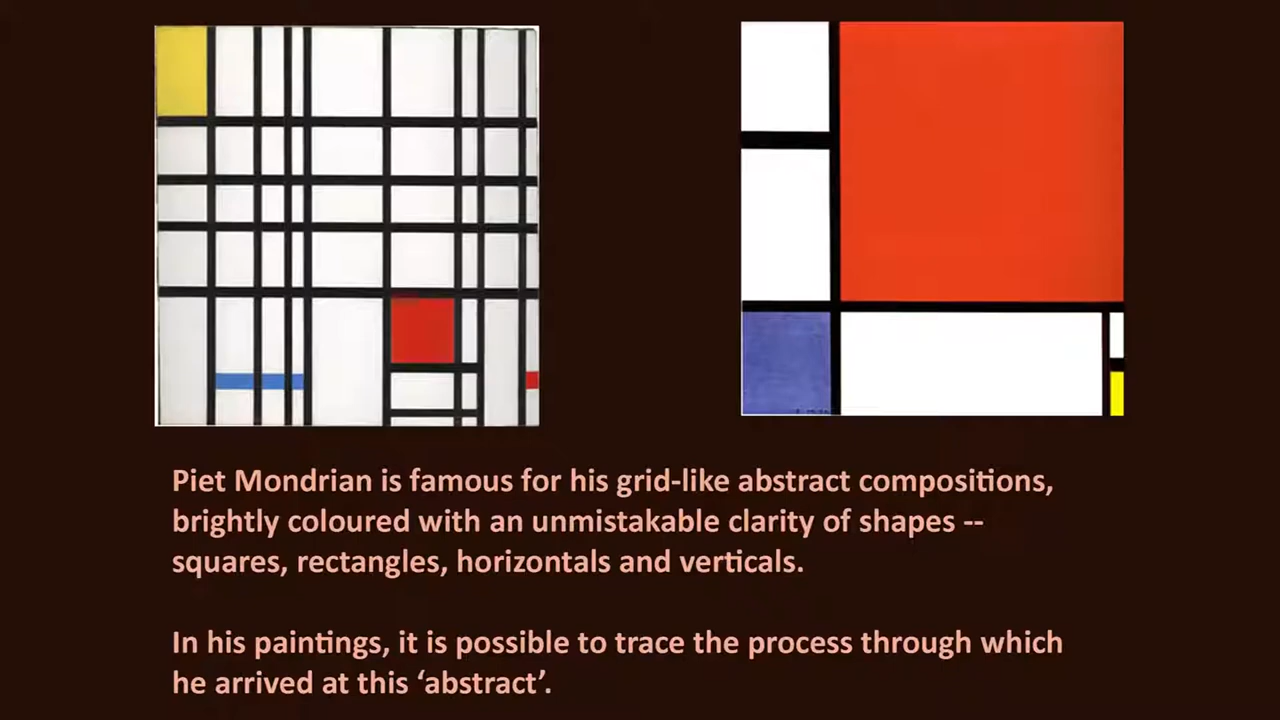 Piet Mondrian is famous for his grid-like abstract compositions,
brightly coloured with an unmistakable clarity of shapes --
squares, rectangles, horizontals and verticals.
In his paintings, it is possible to trace the process through which
he arrived at this ‘abstract’.